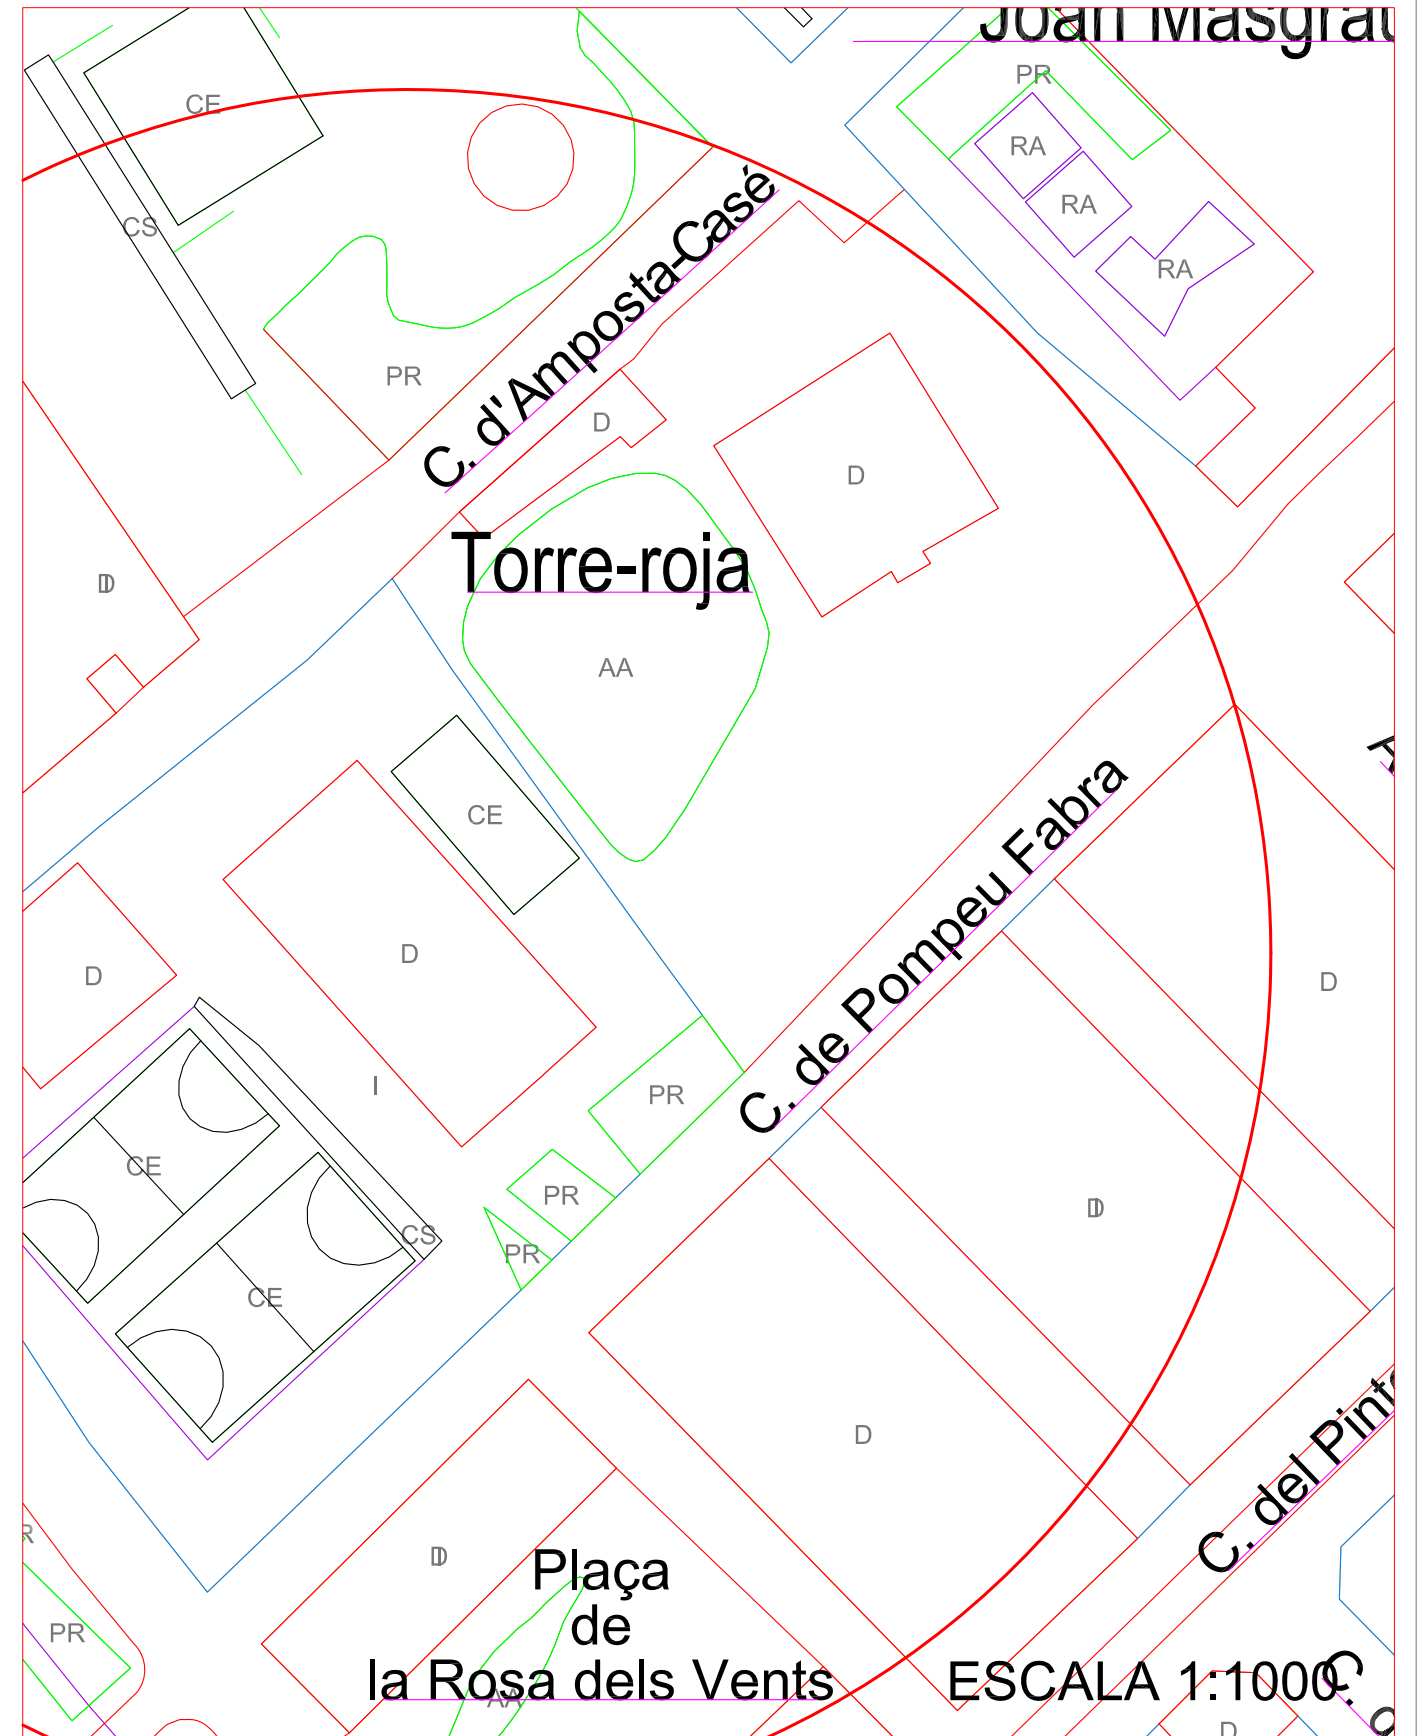 Joan Masgrau
PR
CE
RA
RA
CS
RA
C. d'Amposta-Casé
PR
D
D
Torre-roja
D
AA
CE
C. de Pompeu Fabra
D
D
D
I
PR
CE
PR
D
CS
PR
CE
D
C. del Pint
R
D
Plaça
de
PR
la Rosa dels Vents
ESCALA 1:1000
AA
C. d
D